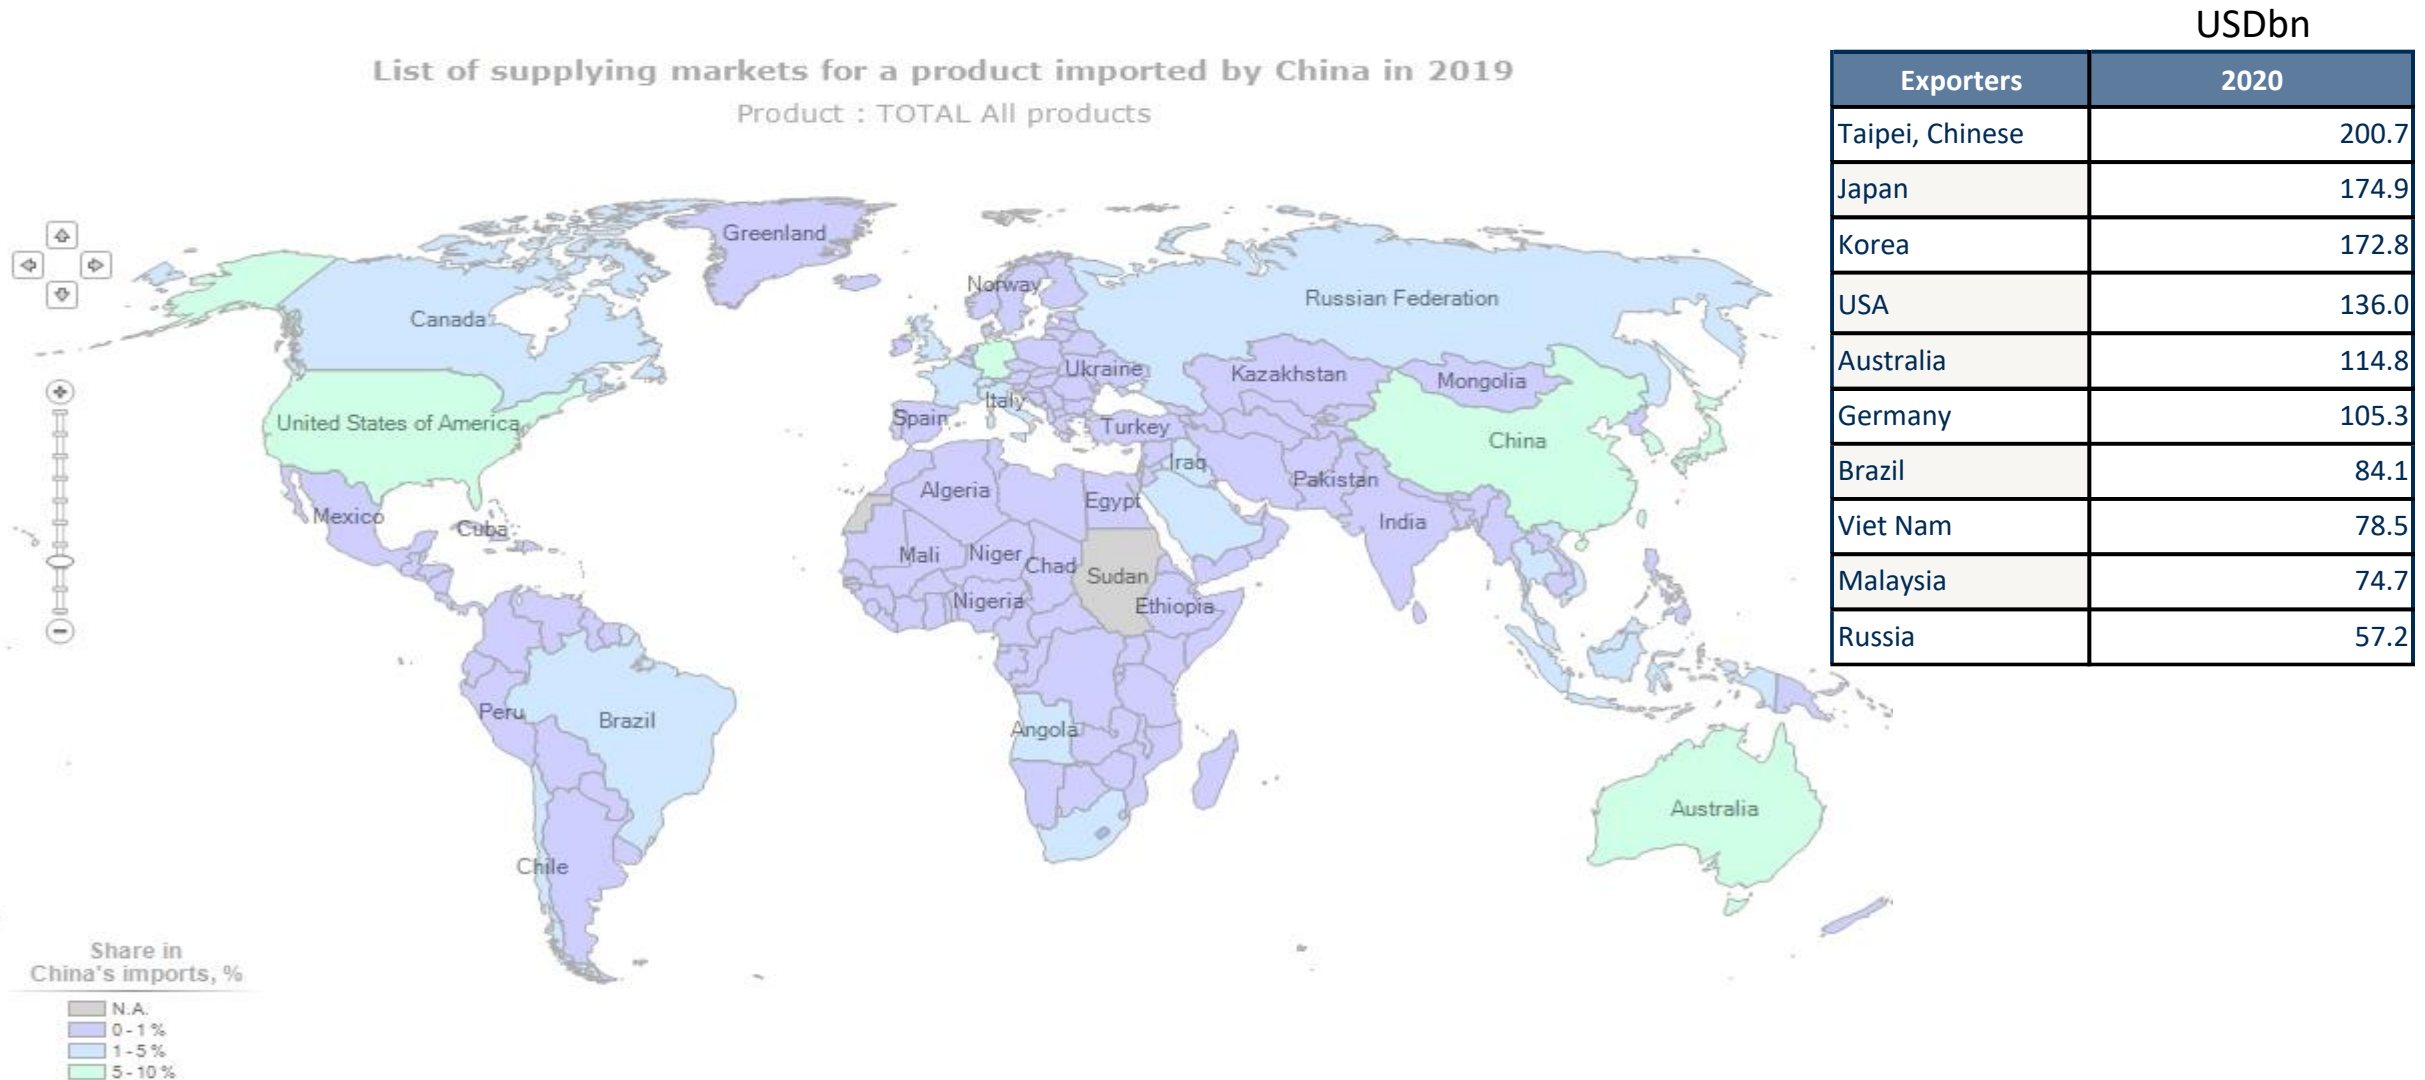 USDbn
List of supplying markets for a product imported by China in 2019
Product : TOTAL All products
Exporters 2020
Taipei, Chinese 200.7
Japan 174.9
Korea 172.8
USA 136.0
Australia 114.8
Germany 105.3
Brazil 84.1
Viet Nam 78.5
Malaysia 74.7
Russia 57.2
Greenland
Norway
Russian Federation
Canada
Ukraine
Kazakhstan
Mongolia
Italy
Spain
Turkey
United States of America
China
Iraq
Pakistan
Algeria
Egypt
India
Mexico
Cuba
Mali
Niger
Chad
Sudan
Nigeria
Ethiopia
Peru
Brazil
Angola
Australia
Chile
Share in
China's imports, %
N.A.
0-1%
1-5%
5-10%